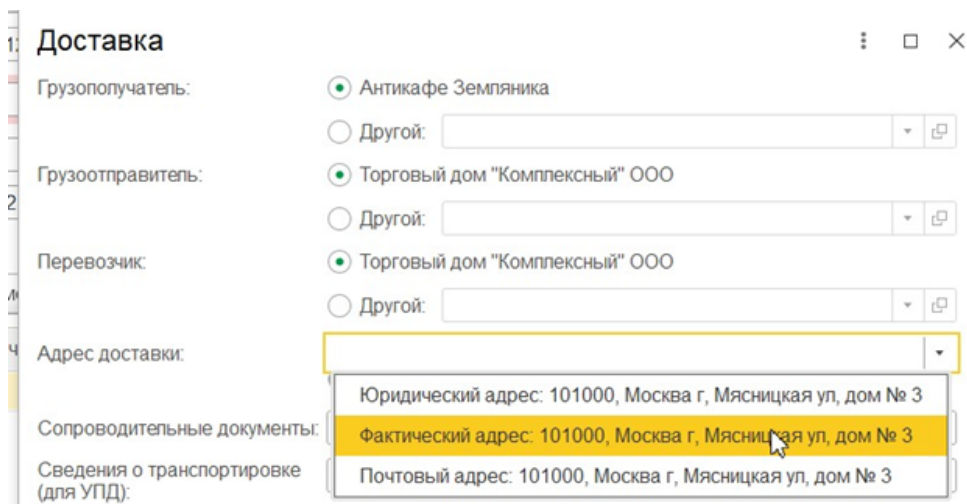 Доставка
Грузополучатель:
Антикафе Земляника
Другой:
Грузоотправитель:
Торговый дом "Комплексный" ООО
Другой:
Перевозчик:
Торговый дом "Комплексный" ООО
Другой:
Адрес доставки:
Юридический адрес: 101000, Москва г, Мясницкая ул, дом № 3
Сопроводительные документы:
Фактический адрес: 101000, Москва г, Мясницкая ул, дом № 3
Сведения о транспортировке
(для УПД):
Почтовый адрес: 101000, Москва г, Мясницкая ул, дом № 3